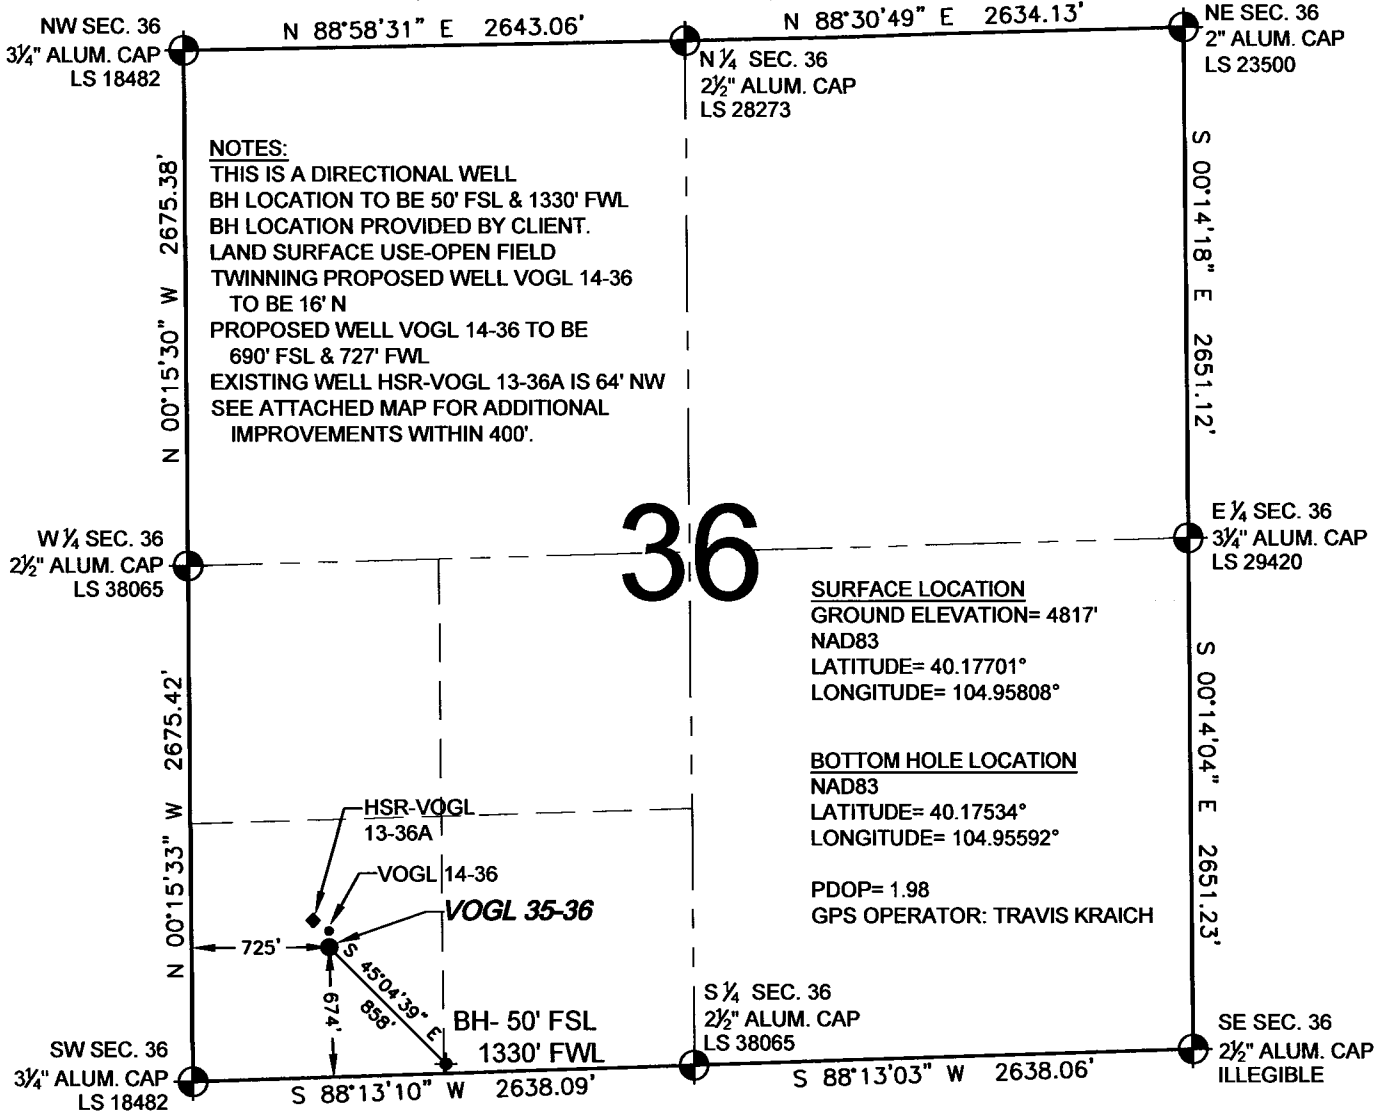 NW SEC. 36
3¼" ALUM. CAP
LS 18482
N 88°58'31" E 2643.06'
N 88°30'49" E 2634.13'
NE SEC. 36
2" ALUM. CAP
LS 23500
N ¼ SEC. 36
2½" ALUM. CAP
LS 28273
NOTES:
THIS IS A DIRECTIONAL WELL
BH LOCATION TO BE 50' FSL & 1330' FWL
BH LOCATION PROVIDED BY CLIENT.
LAND SURFACE USE-OPEN FIELD
TWINNING PROPOSED WELL VOGL 14-36
TO BE 16' N
PROPOSED WELL VOGL 14-36 TO BE
690' FSL & 727' FWL
EXISTING WELL HSR-VOGL 13-36A IS 64' NW
SEE ATTACHED MAP FOR ADDITIONAL
IMPROVEMENTS WITHIN 400'.
N 00°15'30" W 2675.38'
S 00°14'18" E 2651.12'
36
W ¼ SEC. 36
2½" ALUM. CAP
LS 38065
E ¼ SEC. 36
3¼" ALUM. CAP
LS 29420
SURFACE LOCATION
GROUND ELEVATION= 4817'
NAD83
LATITUDE= 40.17701°
LONGITUDE= 104.95808°
BOTTOM HOLE LOCATION
NAD83
LATITUDE= 40.17534°
LONGITUDE= 104.95592°
PDOP= 1.98
GPS OPERATOR: TRAVIS KRAICH
N 00°15'33" W 2675.42'
S 00°14'04" E 2651.23'
HSR-VOGL
13-36A
VOGL 14-36
VOGL 35-36
725'
674'
S 45°04'39" E
858'
BH- 50' FSL
1330' FWL
S ¼ SEC. 36
2½" ALUM. CAP
LS 38065
SW SEC. 36
3¼" ALUM. CAP
LS 18482
S 88°13'10" W 2638.09'
S 88°13'03" W 2638.06'
SE SEC. 36
2½" ALUM. CAP
ILLEGIBLE